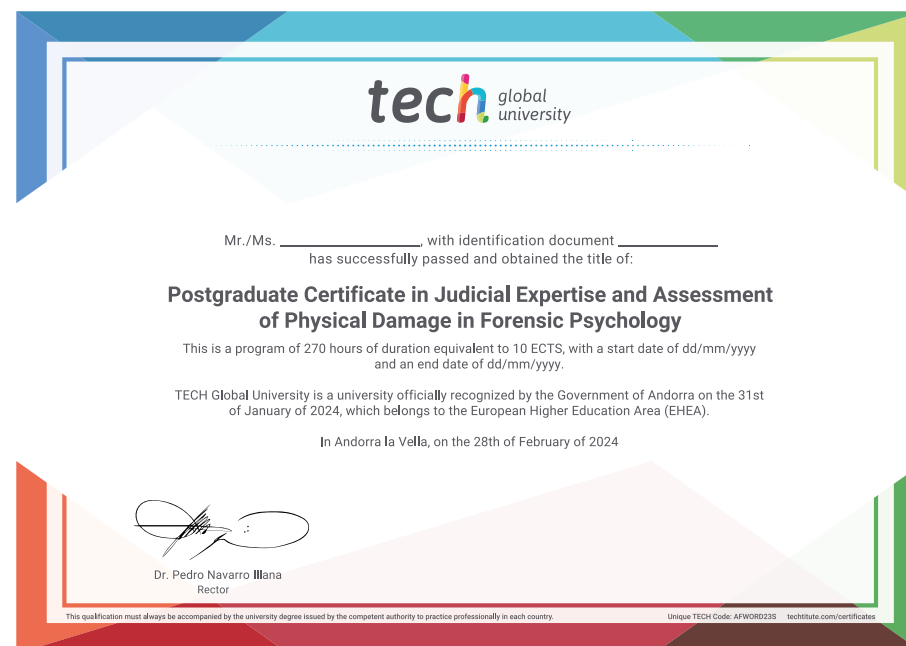 tech global university
Mr./Ms. ____________, with identification document ____________
has successfully passed and obtained the title of:
Postgraduate Certificate in Judicial Expertise and Assessment
of Physical Damage in Forensic Psychology
This is a program of 270 hours of duration equivalent to 10 ECTS, with a start date of dd/mm/yyyy
and an end date of dd/mm/yyyy.
TECH Global University is a university officially recognized by the Government of Andorra on the 31st
of January of 2024, which belongs to the European Higher Education Area (EHEA).
In Andorra la Vella, on the 28th of February of 2024
Dr. Pedro Navarro Illana
Rector
This qualification must always be accompanied by the university degree issued by the competent authority to practice professionally in each country.
Unique TECH Code: AFWORD23S techtitute.com/certificates